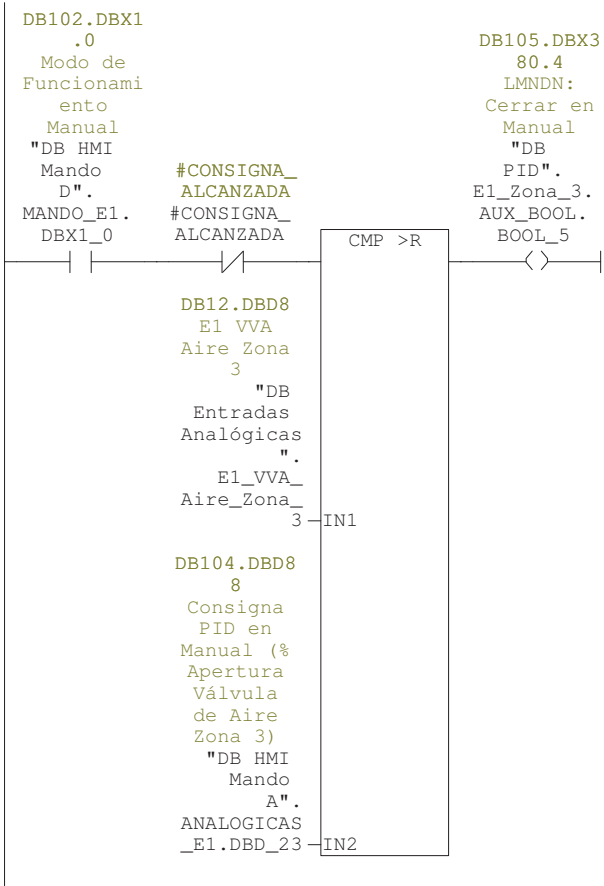 DB102.DBX1
.0
Modo de
Funcionami
ento
Manual
"DB HMI
Mando
D".
MANDO_E1.
DBX1_0
#CONSIGNA_
ALCANZADA
#CONSIGNA_
ALCANZADA
DB105.DBX3
80.4
LMNDN:
Cerrar en
Manual
"DB
PID".
E1_Zona_3.
AUX_BOOL.
BOOL_5
CMP >R
DB12.DBD8
E1 VVA
Aire Zona
3
"DB
Entradas
Analógicas
".
E1_VVA_
Aire_Zona_
3
IN1
DB104.DBD8
8
Consigna
PID en
Manual (%
Apertura
Válvula
de Aire
Zona 3)
"DB HMI
Mando
A".
ANALOGICAS
_E1.DBD_23
IN2